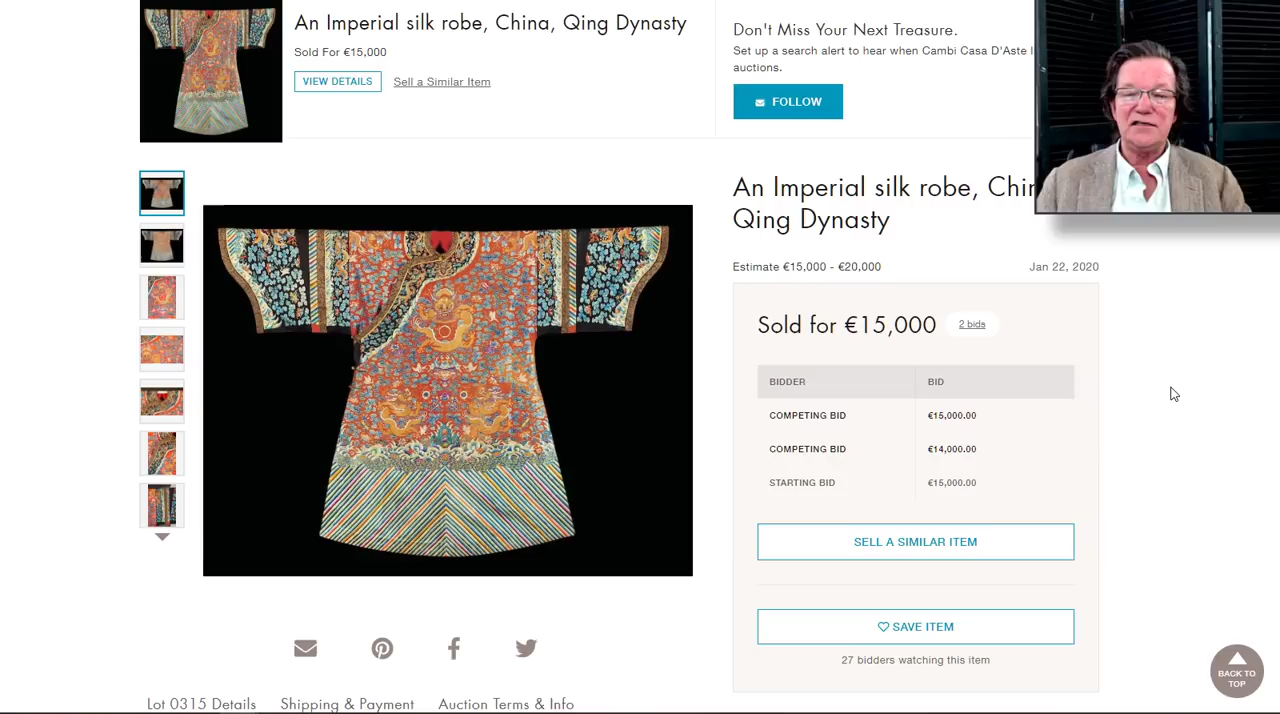 An Imperial silk robe, China, Qing Dynasty
Sold For €15,000
VIEW DETAILS
Sell a Similar Item
Don't Miss Your Next Treasure.
Set up a search alert to hear when Cambi Casa D'Aste
auctions.
FOLLOW
An Imperial silk robe,
Qing Dynasty
Estimate €15,000 - €20,000
Jan 22, 2020
Sold for €15,000
2 bids
BIDDER BID
COMPETING BID €15,000.00
COMPETING BID €14,000.00
STARTING BID €15,000.00
SELL A SIMILAR ITEM
SAVE ITEM
27 bidders watching this item
BACK TO
TOP
Lot 0315 Details
Shipping & Payment
Auction Terms & Info